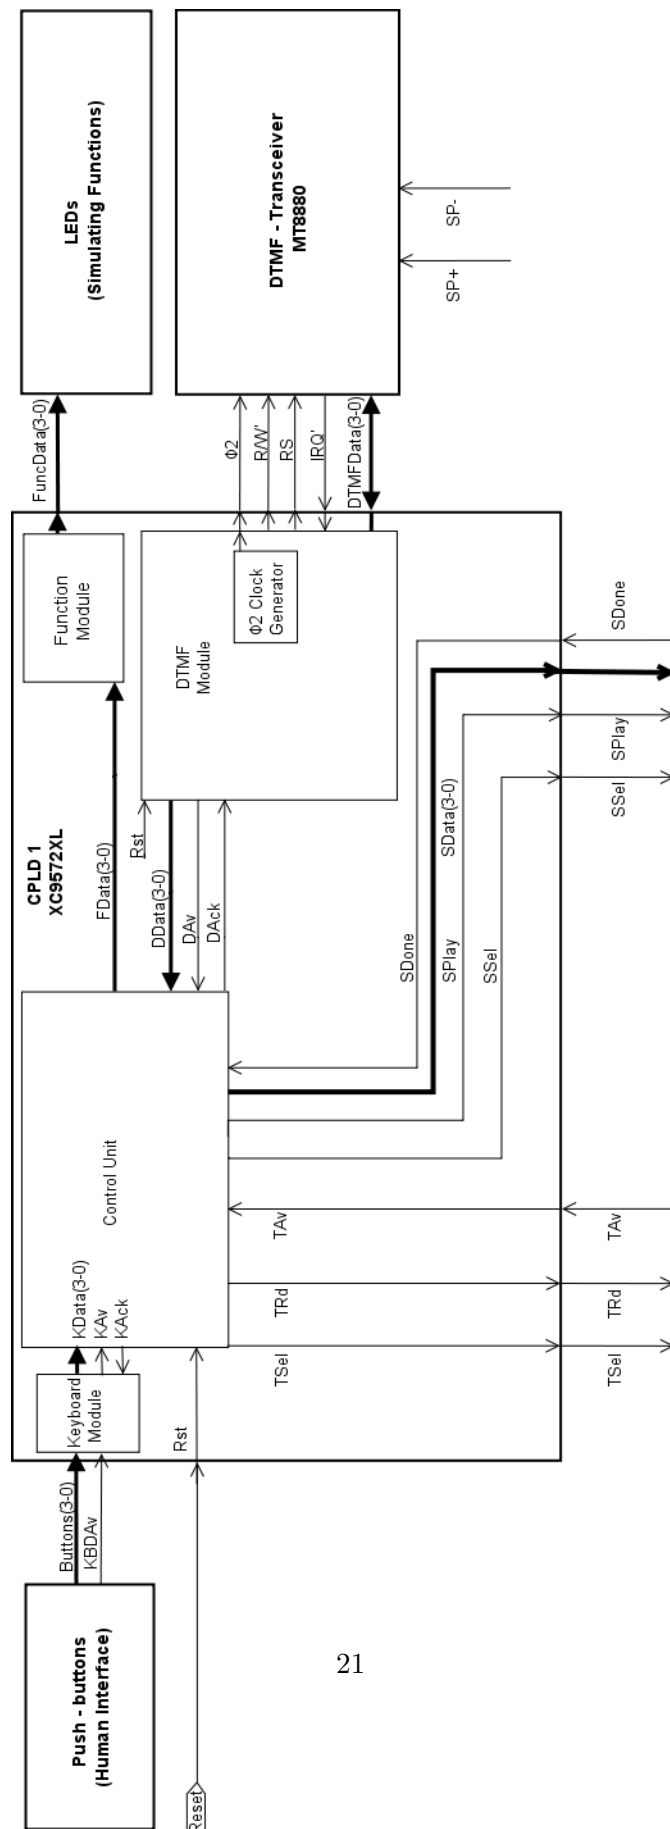 LEDs
(Simulating Functions)
DTMF - Transceiver
MT8880
SP-
SP+
FuncData(3-0)
Φ2
R/W'
RS
IRQ'
DTMFData(3-0)
Function
Module
Φ2 Clock
Generator
DTMF
Module
CPLD 1
XC9572XL
FData(3-0)
Rst
DData(3-0)
DAv
DAck
SDone
SData(3-0)
SPlay
SSel
SDone
SPlay
SSel
Control Unit
KData(3-0)
KAv
KAck
TAv
TRd
TSel
TAv
TRd
TSel
Keyboard
Module
Rst
Buttons(3-0)
KBDAv
Push - buttons
(Human Interface)
Reset
21